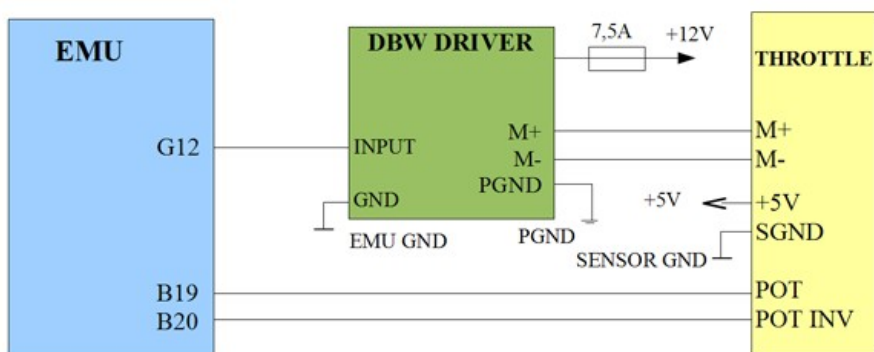 EMU
DBW DRIVER
7,5A
+12V
THROTTLE
G12
INPUT
M+
M-
PGND
GND
EMU GND
PGND
M+
M-
+5V
+5V
SGND
SENSOR GND
B19
POT
B20
POT INV